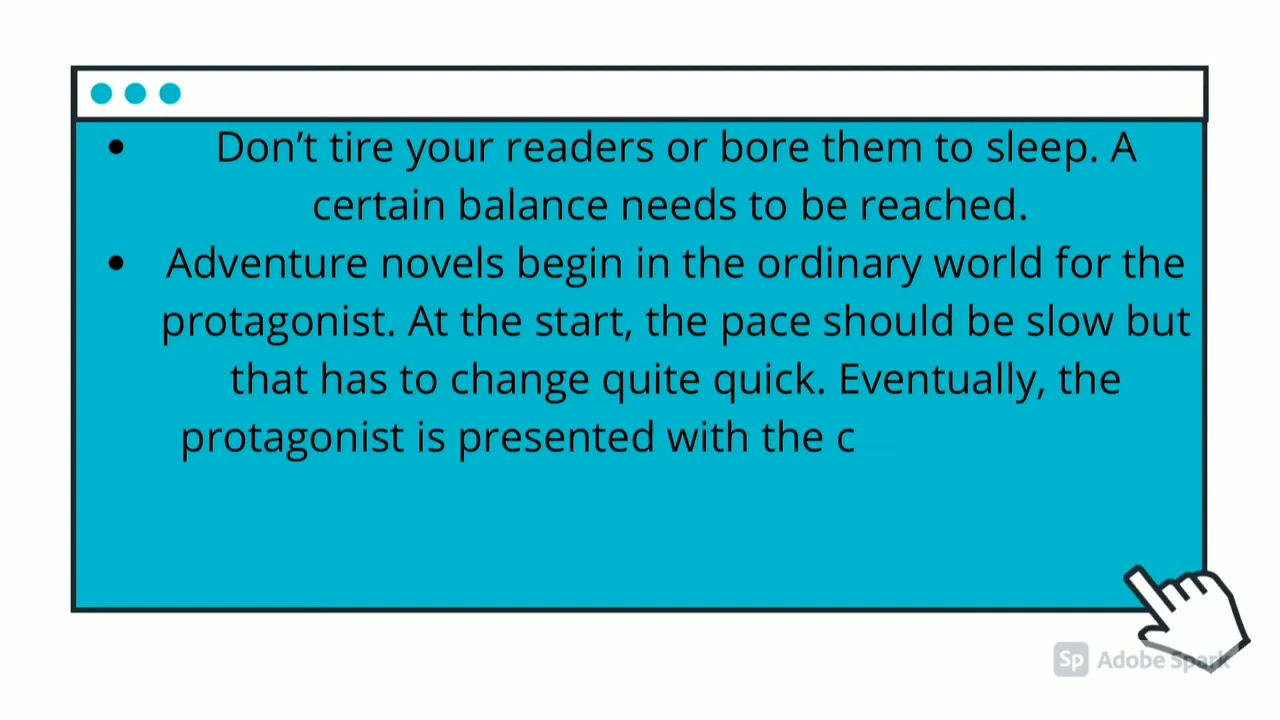 • Don’t tire your readers or bore them to sleep. A
certain balance needs to be reached.
• Adventure novels begin in the ordinary world for the
protagonist. At the start, the pace should be slow but
that has to change quite quick. Eventually, the
protagonist is presented with the c
Sp Adobe Spark